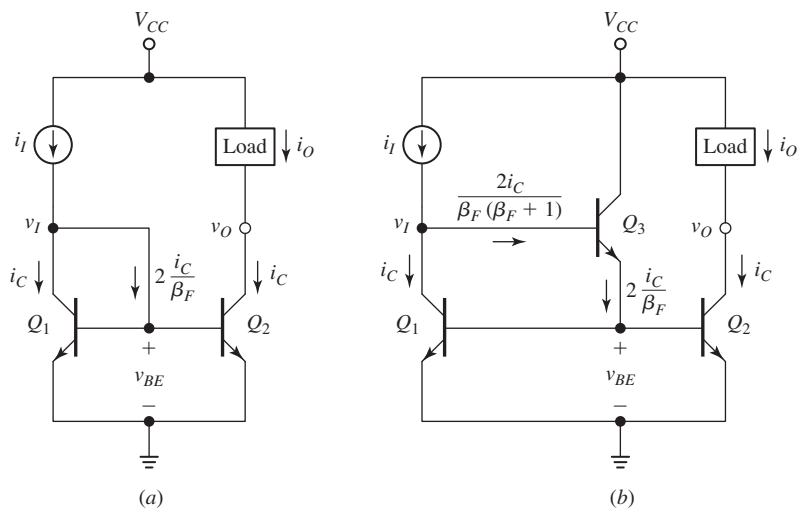 V_CC
i_I
Load
i_O
v_I
v_O
i_C
2 i_C/β_F
i_C
Q_1
Q_2
+
v_BE
−
(a)
V_CC
i_I
Load
i_O
2i_C/β_F (β_F + 1)
v_I
Q_3
v_O
i_C
2 i_C/β_F
i_C
Q_1
Q_2
+
v_BE
−
(b)